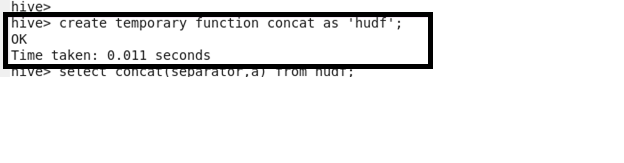 hive>
hive> create temporary function concat as 'hudf';
OK
Time taken: 0.011 seconds
hive> select concat(separator,a) from hudf;